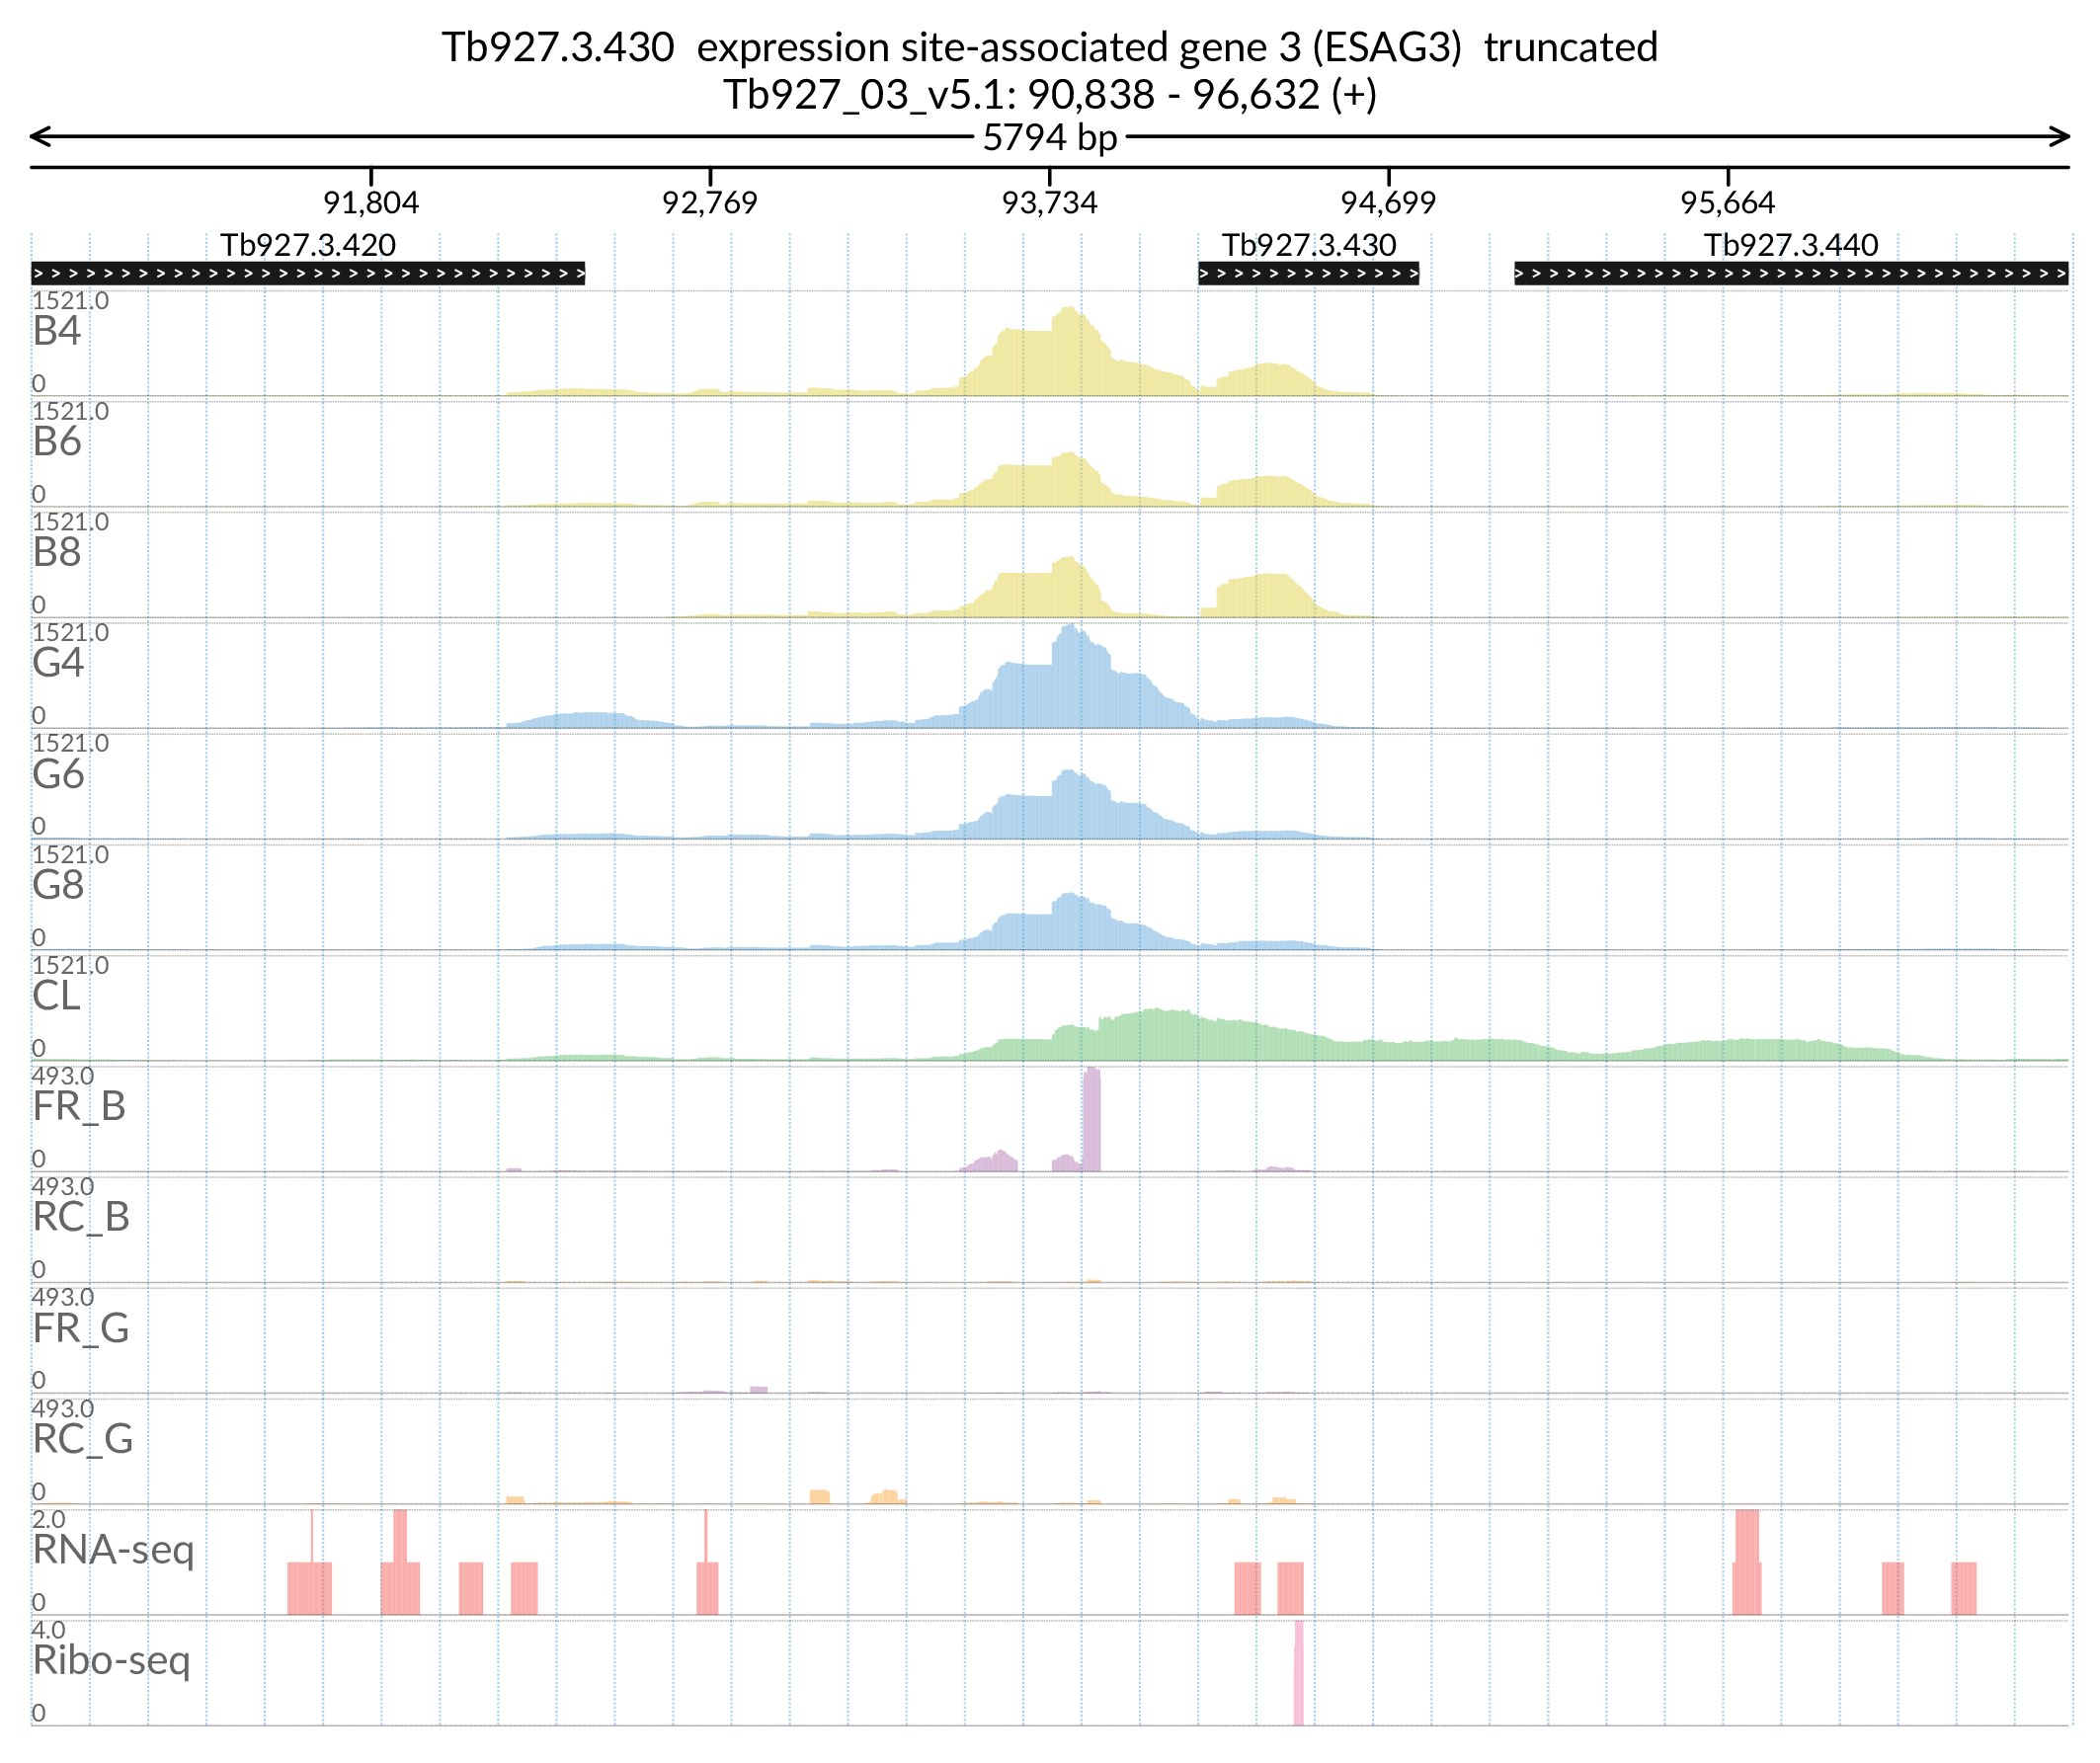 Tb927.3.430  expression site-associated gene 3 (ESAG3)  truncated
Tb927_03_v5.1: 90,838 - 96,632 (+)
5794 bp
91,804 92,769 93,734 94,699 95,664
Tb927.3.420 Tb927.3.430 Tb927.3.440
1521.0
B4
0
1521.0
B6
0
1521.0
B8
0
1521.0
G4
0
1521.0
G6
0
1521.0
G8
0
1521.0
CL
0
493.0
FR_B
0
493.0
RC_B
0
493.0
FR_G
0
493.0
RC_G
0
2.0
RNA-seq
0
4.0
Ribo-seq
0